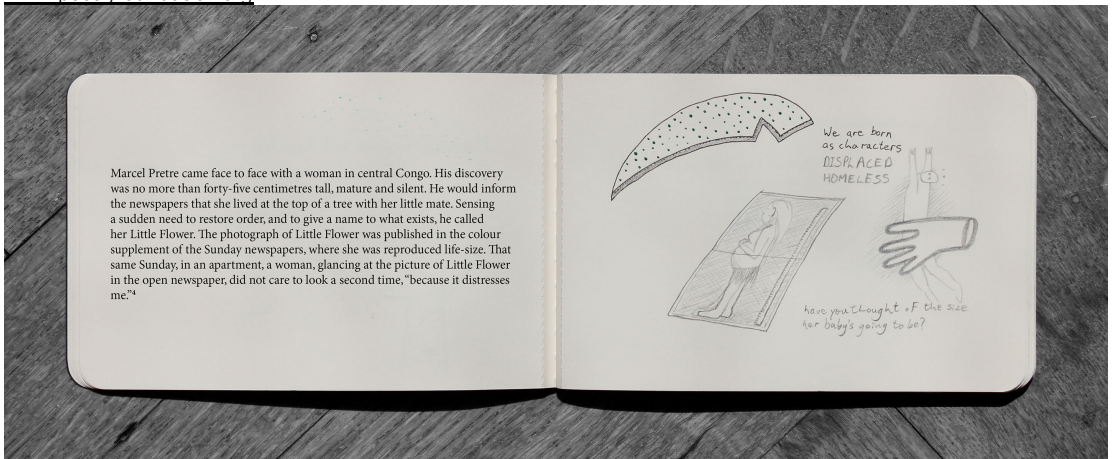 Marcel Pretre came face to face with a woman in central Congo. His discovery
was no more than forty-five centimetres tall, mature and silent. He would inform
the newspapers that she lived at the top of a tree with her little mate. Sensing
a sudden need to restore order, and to give a name to what exists, he called
her Little Flower. The photograph of Little Flower was published in the colour
supplement of the Sunday newspapers, where she was reproduced life-size. That
same Sunday, in an apartment, a woman, glancing at the picture of Little Flower
in the open newspaper, did not care to look a second time, “because it distresses
me.”⁴
We are born
as characters
DISPLACED
HOMELESS
have you thought of the size
her baby's going to be?